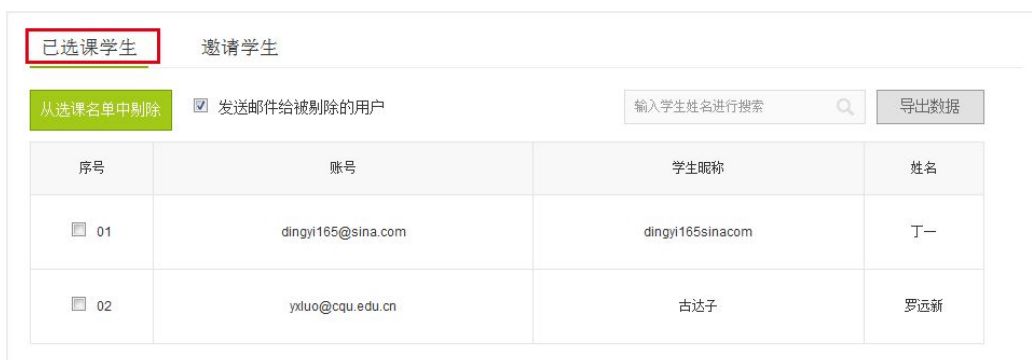 已选课学生 邀请学生
从选课名单中剔除 发送邮件给被剔除的用户 输入学生姓名进行搜索 导出数据
序号 账号 学生昵称 姓名
01 dingyi165@sina.com dingyi165sinacom 丁一
02 yxluo@cqu.edu.cn 古达子 罗远新